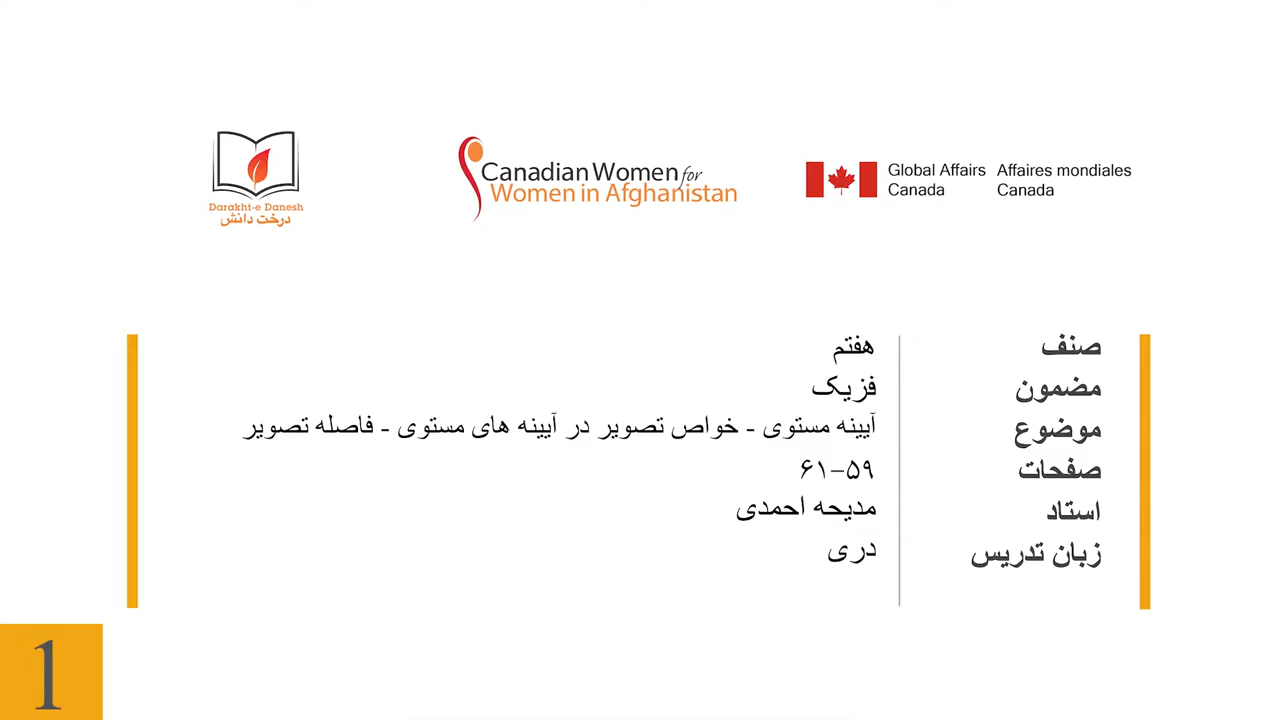 Darakht-e Danesh
درخت دانش
Canadian Women for
Women in Afghanistan
Global Affairs
Canada
Affaires mondiales
Canada
صنف هفتم
مضمون فزیک
موضوع آیینه مستوی - خواص تصویر در آیینه های مستوی - فاصله تصویر
صفحات ۵۹-۶۱
استاد مدیحه احمدی
زبان تدریس دری
1